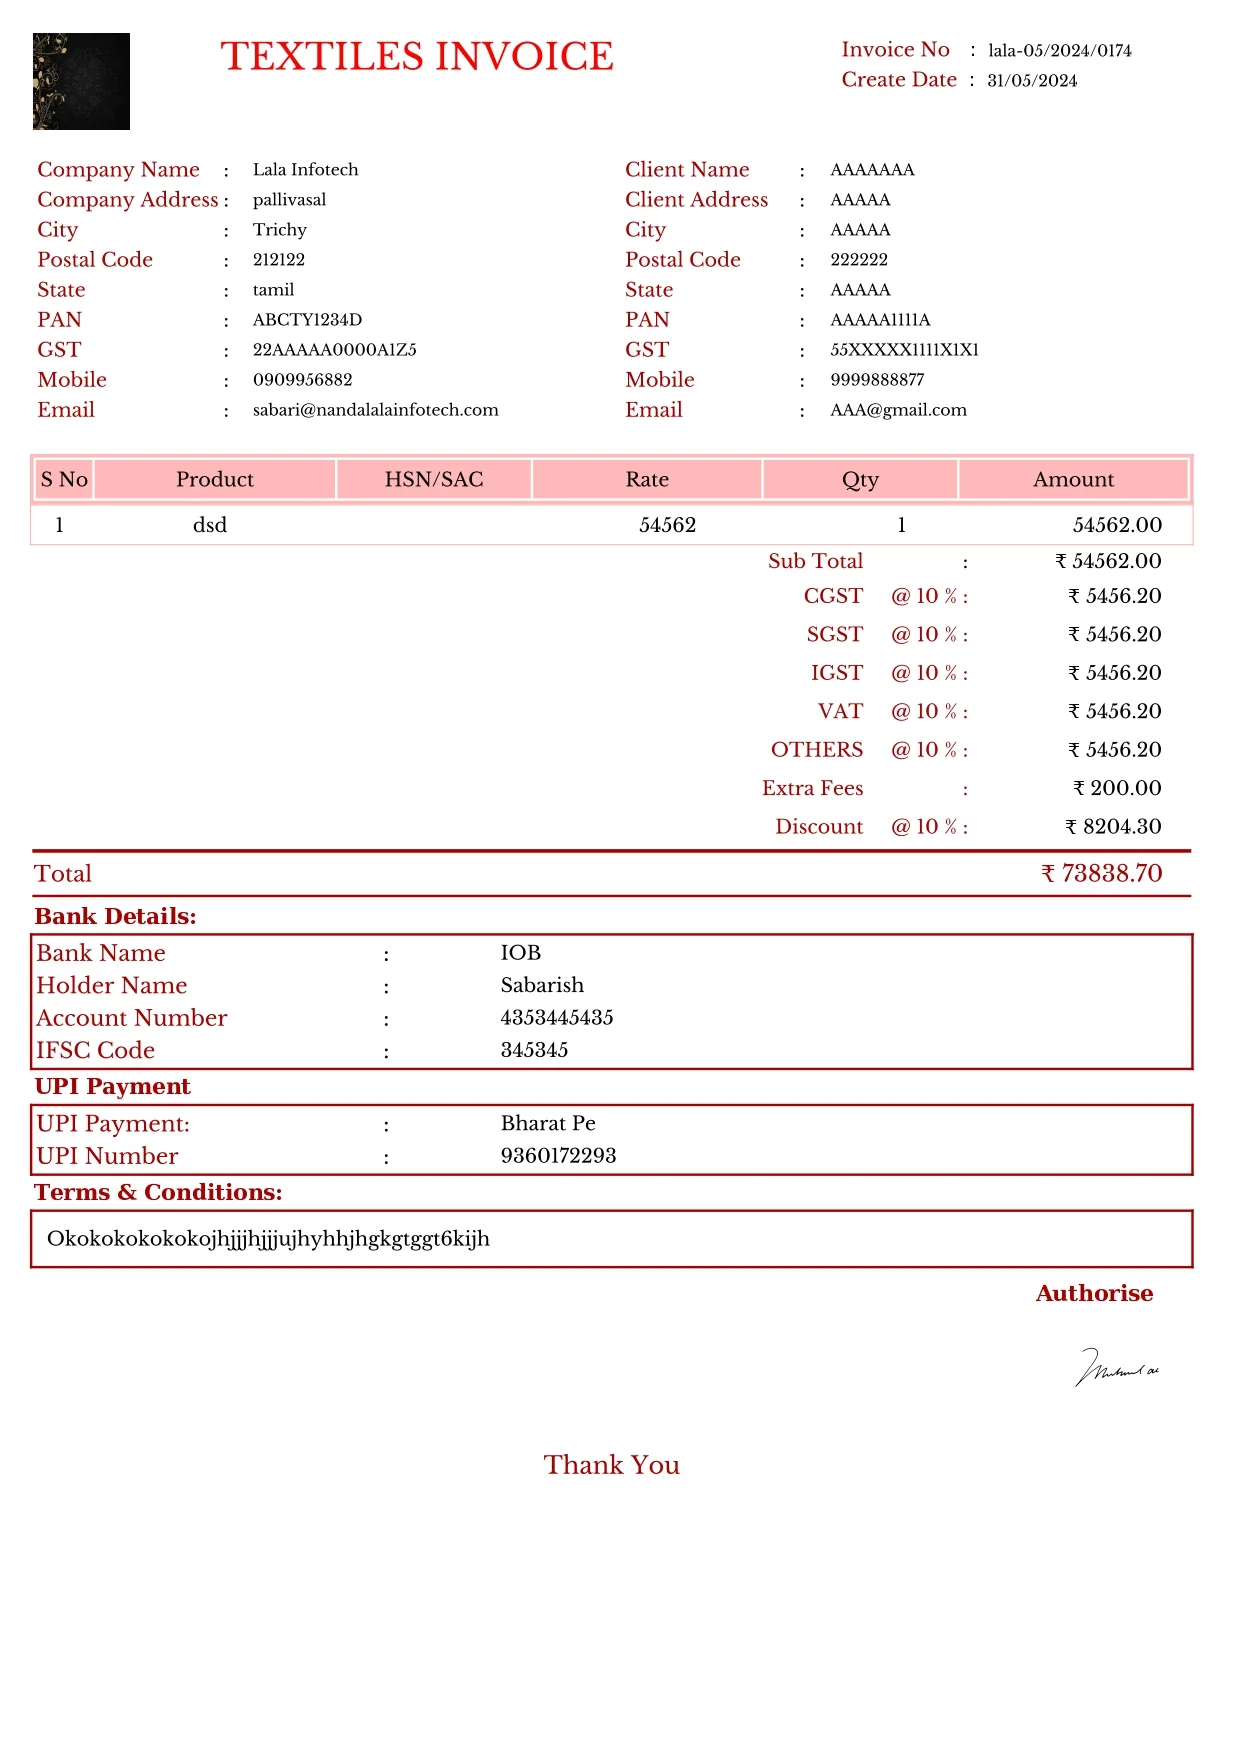 TEXTILES INVOICE
Invoice No : lala-05/2024/0174
Create Date : 31/05/2024
Company Name : Lala Infotech
Company Address : pallivasal
City : Trichy
Postal Code : 212122
State : tamil
PAN : ABCTY1234D
GST : 22AAAAA0000A1Z5
Mobile : 0909956882
Email : sabari@nandalalainfotech.com
Client Name : AAAAAAA
Client Address : AAAAA
City : AAAAA
Postal Code : 222222
State : AAAAA
PAN : AAAAA1111A
GST : 55XXXXX1111X1X1
Mobile : 9999888877
Email : AAA@gmail.com
S No Product HSN/SAC Rate Qty Amount
1 dsd 54562 1 54562.00
Sub Total : ₹ 54562.00
CGST @ 10 % : ₹ 5456.20
SGST @ 10 % : ₹ 5456.20
IGST @ 10 % : ₹ 5456.20
VAT @ 10 % : ₹ 5456.20
OTHERS @ 10 % : ₹ 5456.20
Extra Fees : ₹ 200.00
Discount @ 10 % : ₹ 8204.30
Total ₹ 73838.70
Bank Details:
Bank Name : IOB
Holder Name : Sabarish
Account Number : 4353445435
IFSC Code : 345345
UPI Payment
UPI Payment: : Bharat Pe
UPI Number : 9360172293
Terms & Conditions:
Okokokokokokojhjjjhjjjujhyhhjhgkgtggt6kijh
Authorise
Thank You